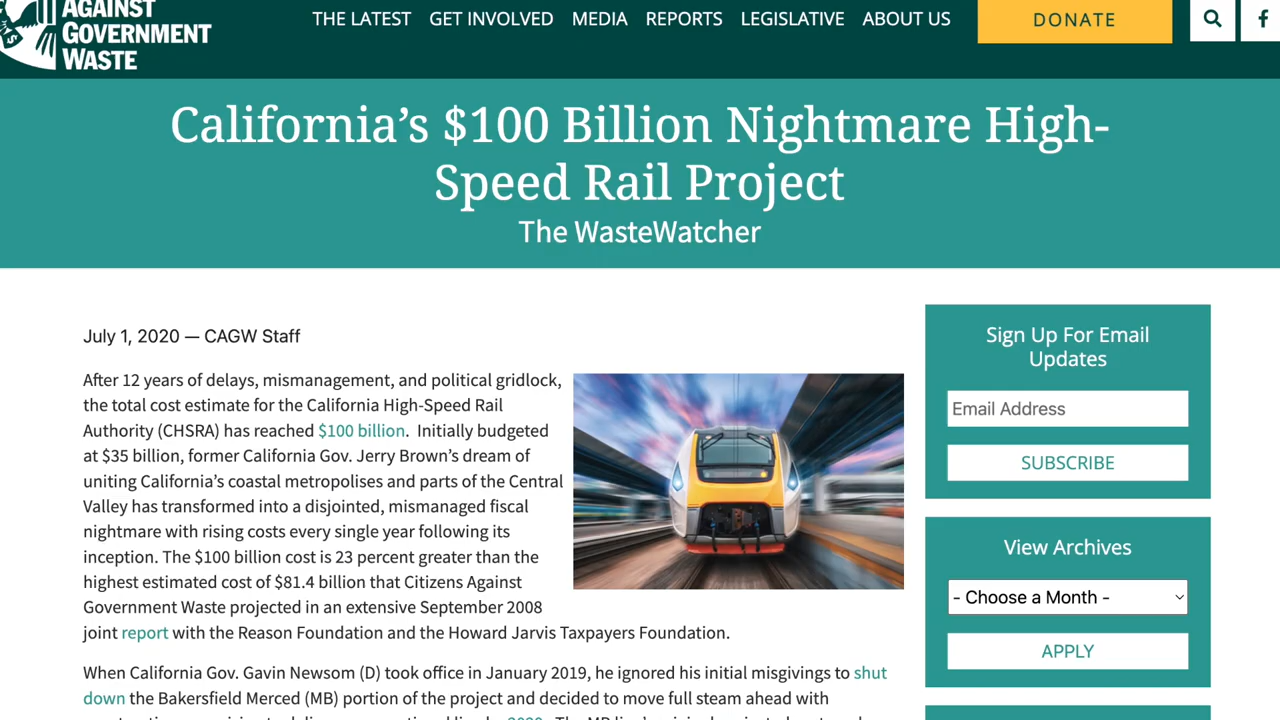 AGAINST
GOVERNMENT
WASTE
THE LATEST GET INVOLVED MEDIA REPORTS LEGISLATIVE ABOUT US
DONATE
California’s $100 Billion Nightmare High-
Speed Rail Project
The WasteWatcher
July 1, 2020 — CAGW Staff
After 12 years of delays, mismanagement, and political gridlock,
the total cost estimate for the California High-Speed Rail
Authority (CHSRA) has reached $100 billion. Initially budgeted
at $35 billion, former California Gov. Jerry Brown’s dream of
uniting California’s coastal metropolises and parts of the Central
Valley has transformed into a disjointed, mismanaged fiscal
nightmare with rising costs every single year following its
inception. The $100 billion cost is 23 percent greater than the
highest estimated cost of $81.4 billion that Citizens Against
Government Waste projected in an extensive September 2008
joint report with the Reason Foundation and the Howard Jarvis Taxpayers Foundation.
When California Gov. Gavin Newsom (D) took office in January 2019, he ignored his initial misgivings to shut
down the Bakersfield Merced (MB) portion of the project and decided to move full steam ahead with
Sign Up For Email
Updates
Email Address
SUBSCRIBE
View Archives
- Choose a Month -
APPLY